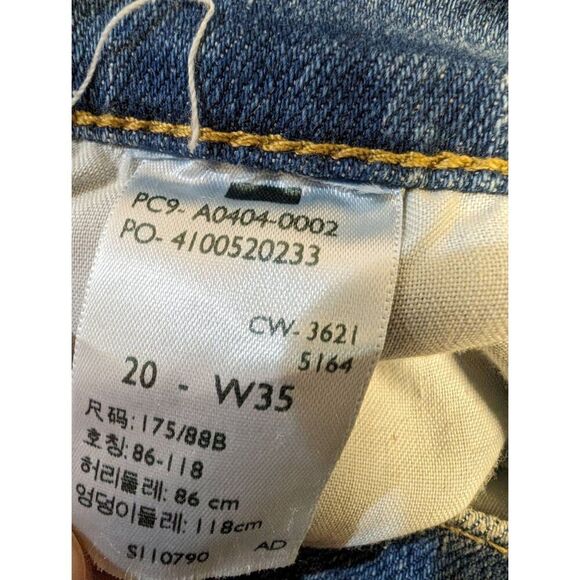 PC9- A0404-0002
PO- 4100520233
CW- 3621
5164
20 - W35
尺码: 175/88B
호칭: 86-118
허리둘레: 86 cm
엉덩이둘레: 118cm
S110790 AD